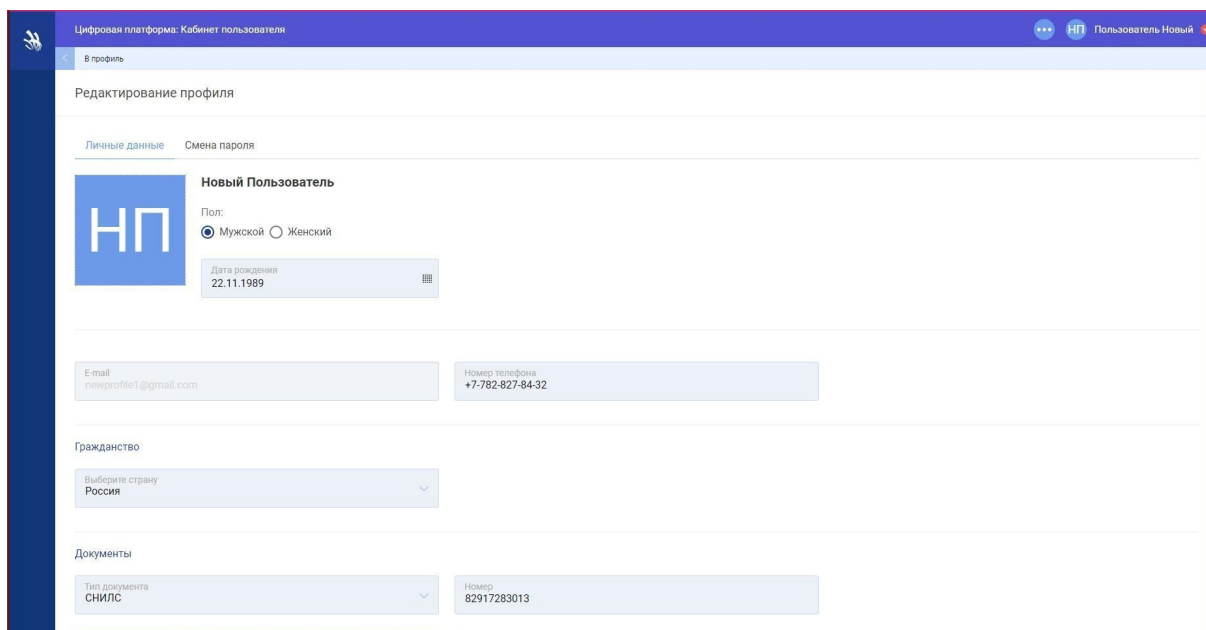 Цифровая платформа: Кабинет пользователя
НП Пользователь Новый
В профиль
Редактирование профиля
Личные данные Смена пароля
НП
Новый Пользователь
Пол:
Мужской Женский
Дата рождения
22.11.1989
E-mail Номер телефона
newprofile1@gmail.com +7-782-827-84-32
Гражданство
Выберите страну
Россия
Документы
Тип документа Номер
СНИЛС 82917283013